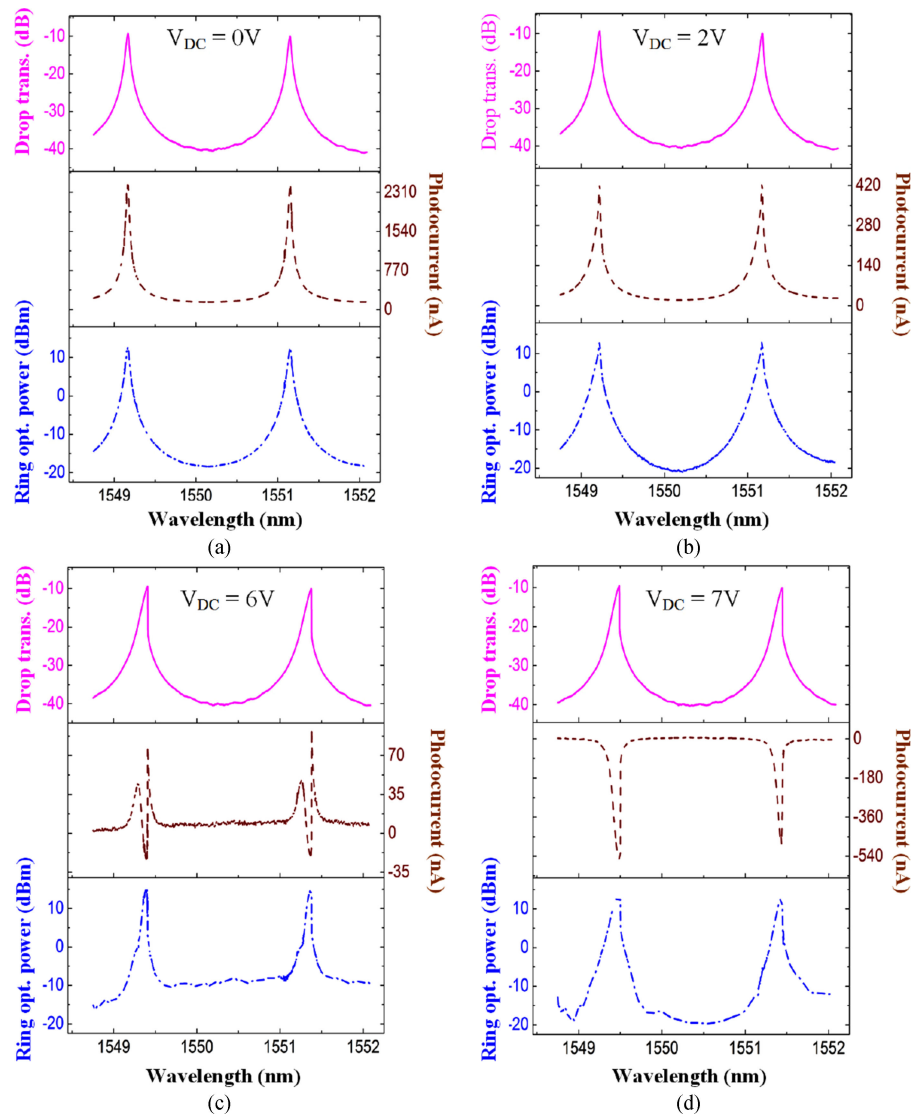 V_DC = 0V
Drop trans. (dB)
-10
-20
-30
-40
Photocurrent (nA)
2310
1540
770
0
Ring opt. power (dBm)
10
0
-10
-20
1549 1550 1551 1552
Wavelength (nm)
(a)
V_DC = 2V
Drop trans. (dB)
-10
-20
-30
-40
Photocurrent (nA)
420
280
140
0
Ring opt. power (dBm)
10
0
-10
-20
1549 1550 1551 1552
Wavelength (nm)
(b)
V_DC = 6V
Drop trans. (dB)
-10
-20
-30
-40
Photocurrent (nA)
70
35
0
-35
Ring opt. power (dBm)
10
0
-10
-20
1549 1550 1551 1552
Wavelength (nm)
(c)
V_DC = 7V
Drop trans. (dB)
-10
-20
-30
-40
Photocurrent (nA)
0
-180
-360
-540
Ring opt. power (dBm)
10
0
-10
-20
1549 1550 1551 1552
Wavelength (nm)
(d)